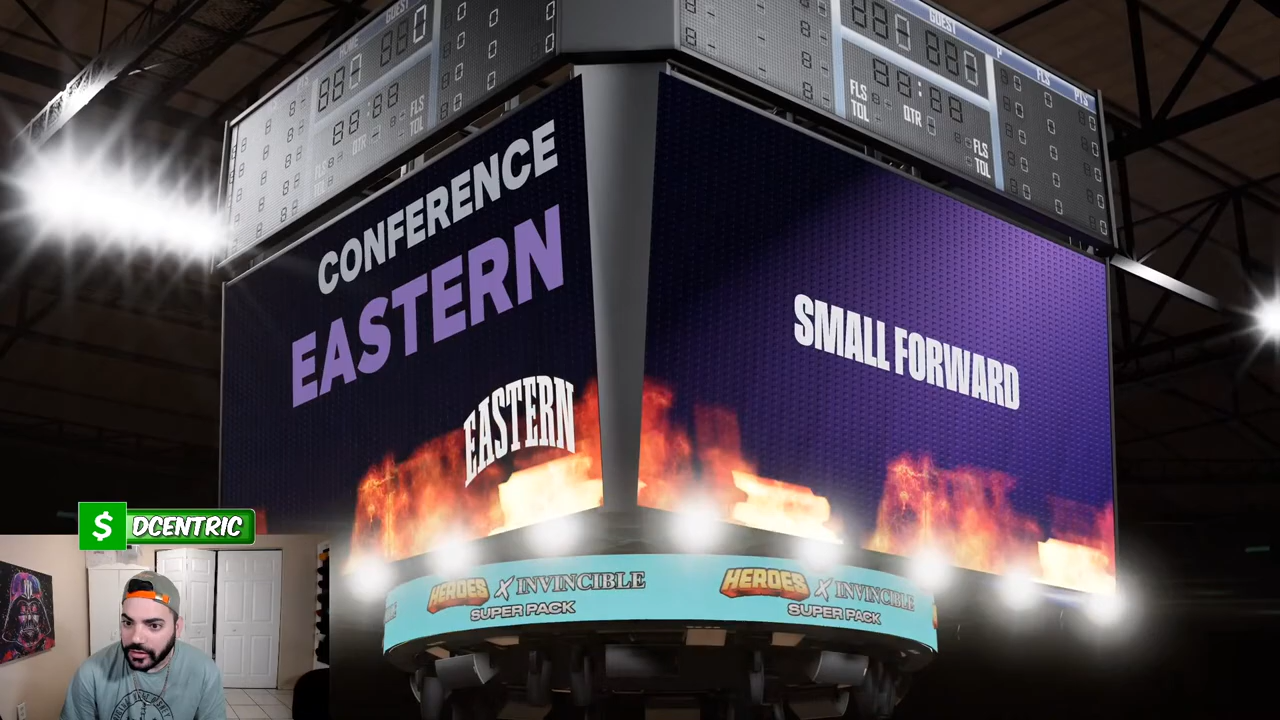 HOME
GUEST
FLS
TOL
QTR
GUEST
P
FLS
PTS
FLS
TOL
QTR
FLS
TOL
CONFERENCE
EASTERN
EASTERN
SMALL FORWARD
HEROES X INVINCIBLE
SUPER PACK
HEROES X INVINCIBLE
SUPER PACK
$ DCENTRIC